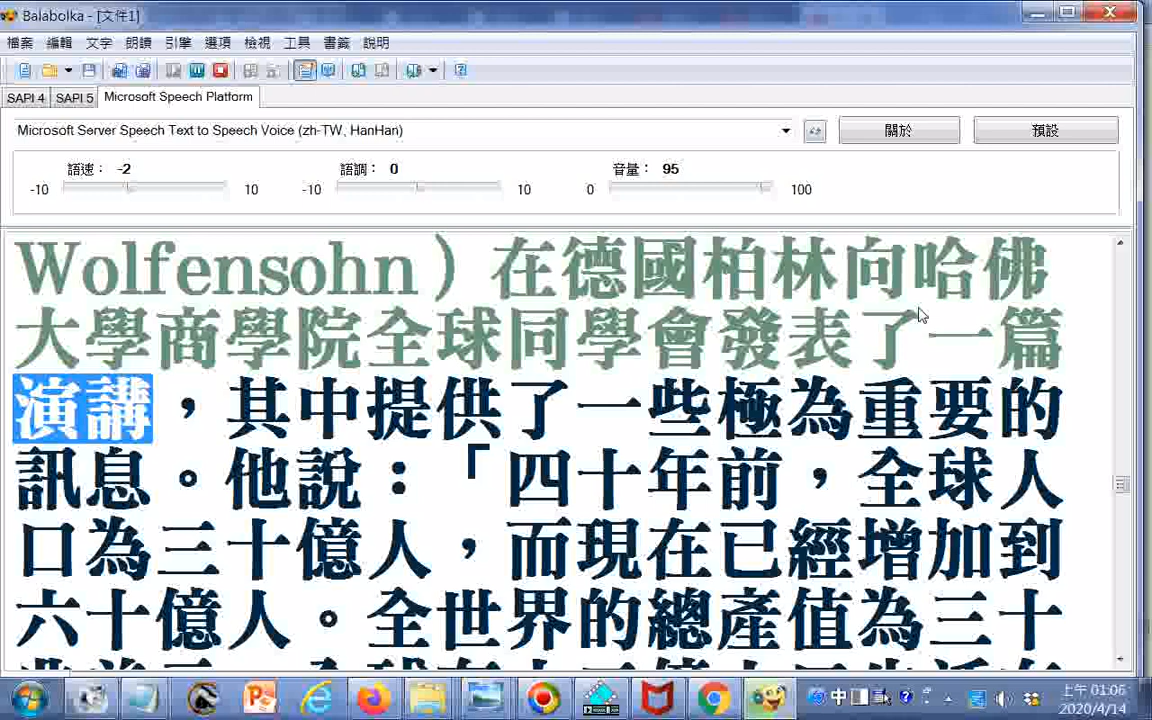 Balabolka - [文件1]
檔案 編輯 文字 朗讀 引擎 選項 檢視 工具 書籤 說明
SAPI 4 SAPI 5 Microsoft Speech Platform
Microsoft Server Speech Text to Speech Voice (zh-TW, HanHan) 關於 預設
語速： -2 語調： 0 音量： 95
-10 10 -10 10 0 100
Wolfensohn）在德國柏林向哈佛
大學商學院全球同學會發表了一篇
演講，其中提供了一些極為重要的
訊息。他說：「四十年前，全球人
口為三十億人，而現在已經增加到
六十億人。全世界的總產值為三十
中
上午 01:06
2020/4/14